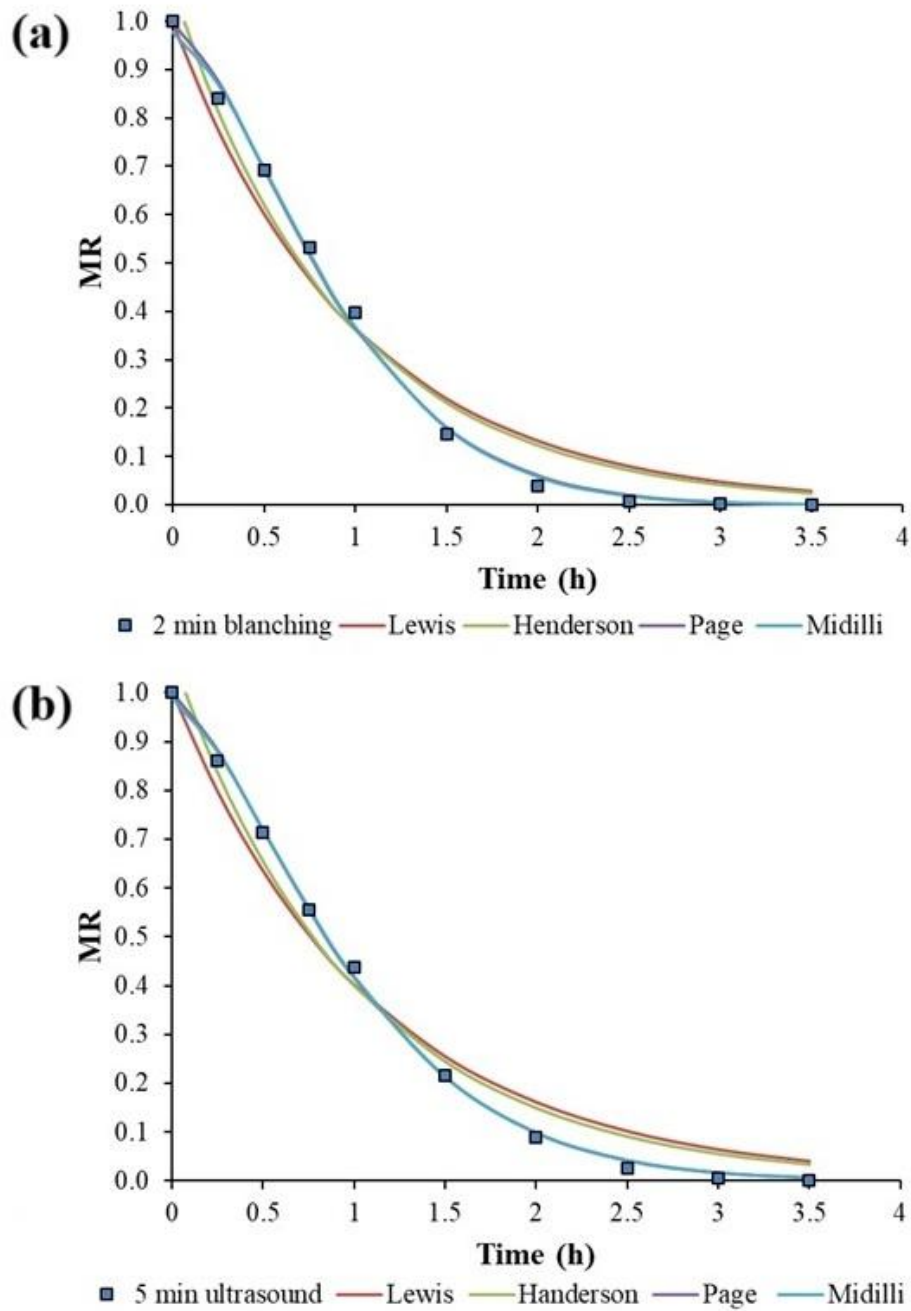 (a)
1.0
0.9
0.8
0.7
0.6
0.5
0.4
0.3
0.2
0.1
0.0
MR
0 0.5 1 1.5 2 2.5 3 3.5 4
Time (h)
2 min blanching Lewis Henderson Page Midilli
(b)
1.0
0.9
0.8
0.7
0.6
0.5
0.4
0.3
0.2
0.1
0.0
MR
0 0.5 1 1.5 2 2.5 3 3.5 4
Time (h)
5 min ultrasound Lewis Handerson Page Midilli